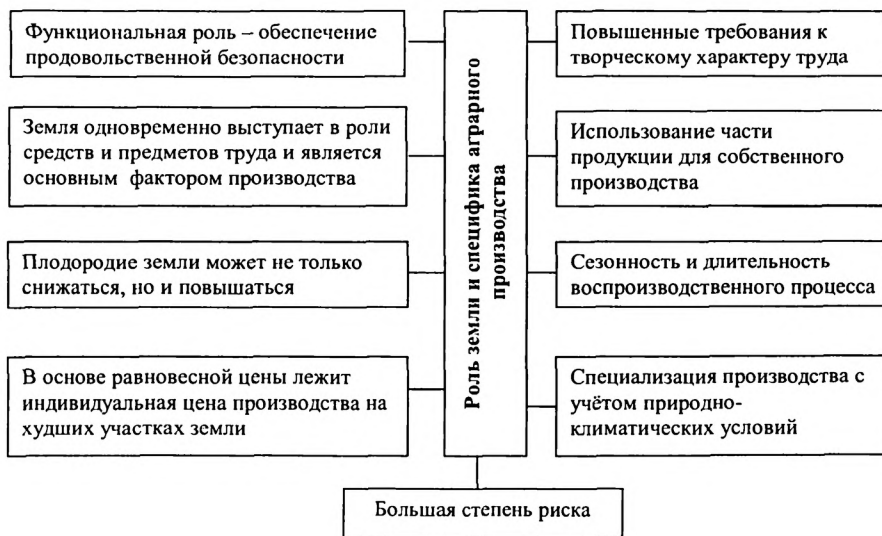 Функциональная роль – обеспечение
продовольственной безопасности
Земля одновременно выступает в роли
средств и предметов труда и является
основным фактором производства
Плодородие земли может не только
снижаться, но и повышаться
В основе равновесной цены лежит
индивидуальная цена производства на
худших участках земли
Роль земли и специфика аграрного
производства
Повышенные требования к
творческому характеру труда
Использование части
продукции для собственного
производства
Сезонность и длительность
воспроизводственного процесса
Специализация производства с
учётом природно-
климатических условий
Большая степень риска